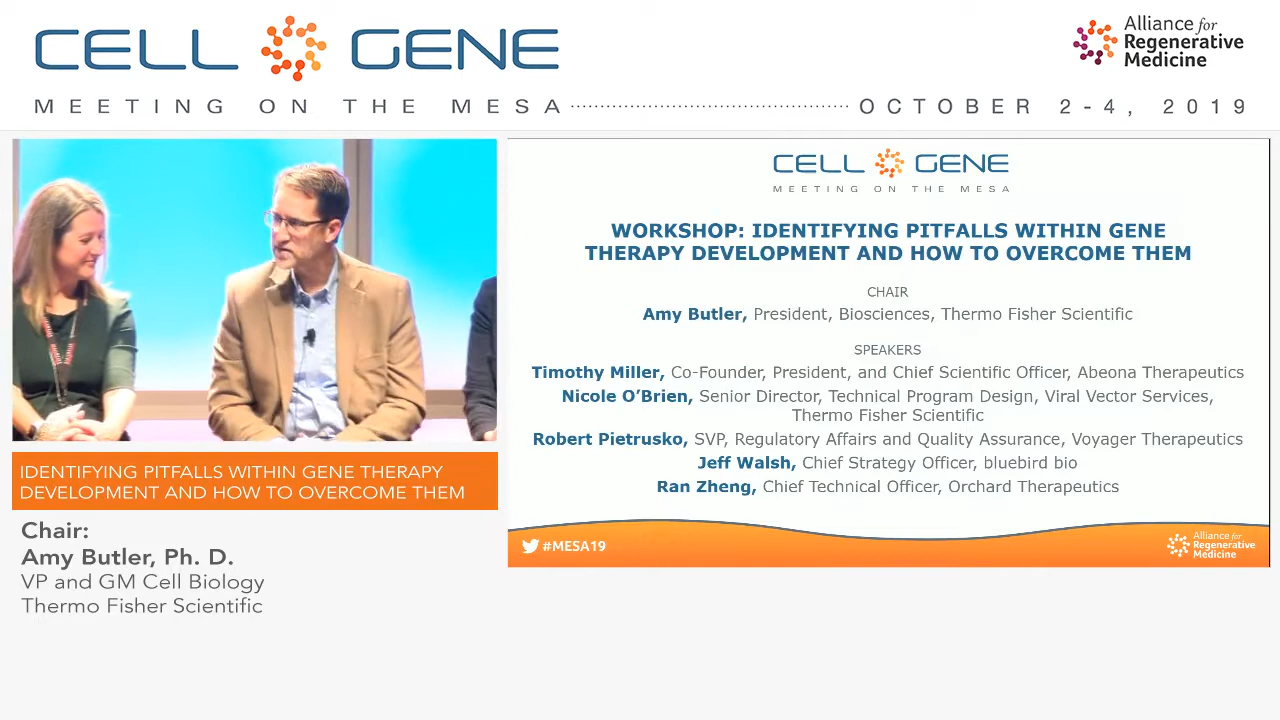 CELL GENE
MEETING ON THE MESA
OCTOBER 2-4, 2019
Alliance for
Regenerative
Medicine
IDENTIFYING PITFALLS WITHIN GENE THERAPY
DEVELOPMENT AND HOW TO OVERCOME THEM
Chair:
Amy Butler, Ph. D.
VP and GM Cell Biology
Thermo Fisher Scientific
CELL GENE
MEETING ON THE MESA
WORKSHOP: IDENTIFYING PITFALLS WITHIN GENE
THERAPY DEVELOPMENT AND HOW TO OVERCOME THEM
CHAIR
Amy Butler, President, Biosciences, Thermo Fisher Scientific
SPEAKERS
Timothy Miller, Co-Founder, President, and Chief Scientific Officer, Abeona Therapeutics
Nicole O’Brien, Senior Director, Technical Program Design, Viral Vector Services,
Thermo Fisher Scientific
Robert Pietrusko, SVP, Regulatory Affairs and Quality Assurance, Voyager Therapeutics
Jeff Walsh, Chief Strategy Officer, bluebird bio
Ran Zheng, Chief Technical Officer, Orchard Therapeutics
#MESA19
Alliance for
Regenerative
Medicine